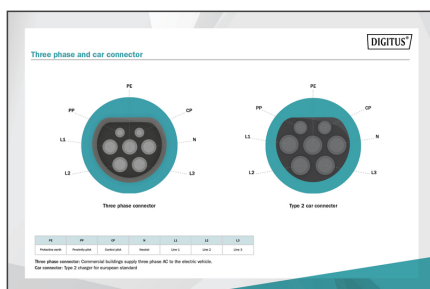 DIGITUS®
Three phase and car connector
PE
PP
CP
L1
N
L2
L3
Three phase connector
PE
PP
CP
L1
N
L2
L3
Type 2 car connector
PE PP CP N L1 L2 L3
Protective earth Proximity pilot Control pilot Neutral Line 1 Line 2 Line 3
Three phase connector: Commercial buildings supply three phase AC to the electric vehicle.
Car connector: Type 2 charger for european standard